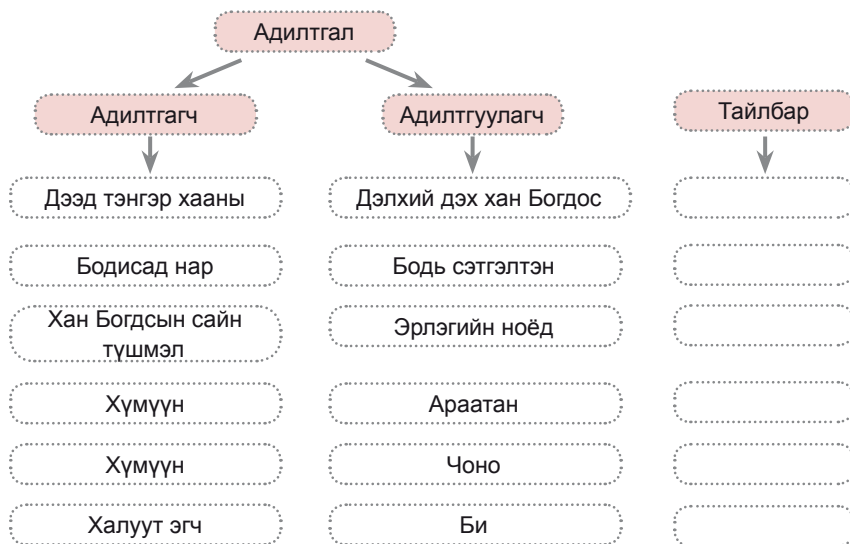 Адилтгал
Адилтгагч
Адилтгуулагч
Тайлбар
Дээд тэнгэр хааны
Дэлхий дэх хан Богдос
Бодисад нар
Бодь сэтгэлтэн
Хан Богдсын сайн
түшмэл
Эрлэгийн ноёд
Хүмүүн
Араатан
Хүмүүн
Чоно
Халуут эгч
Би